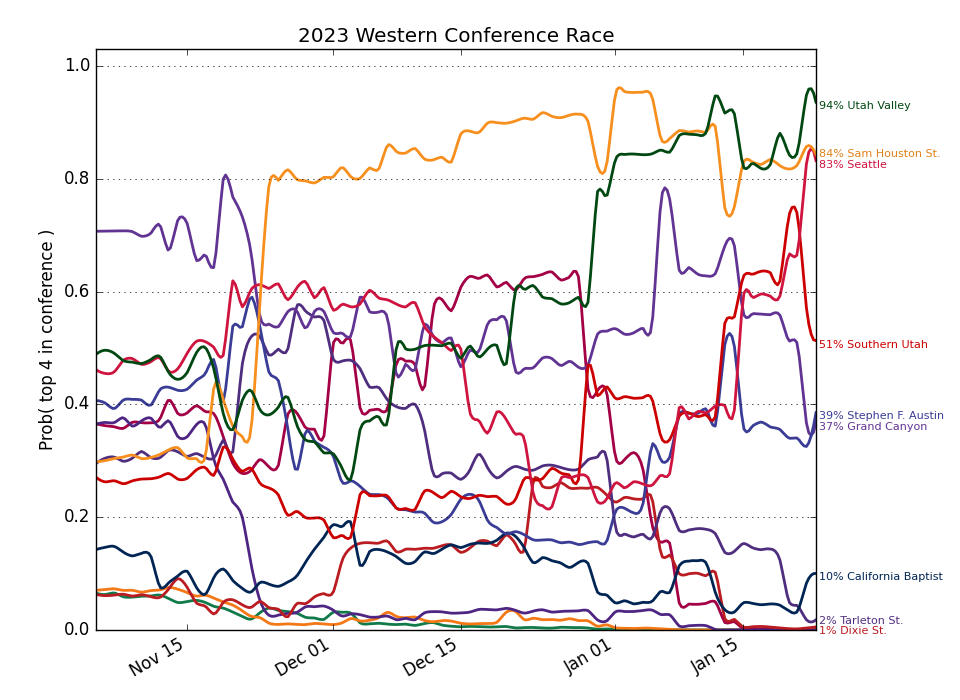 2023 Western Conference Race
Prob( top 4 in conference )
1.0
0.8
0.6
0.4
0.2
0.0
Nov 15
Dec 01
Dec 15
Jan 01
Jan 15
94% Utah Valley
84% Sam Houston St.
83% Seattle
51% Southern Utah
39% Stephen F. Austin
37% Grand Canyon
10% California Baptist
2% Tarleton St.
1% Dixie St.